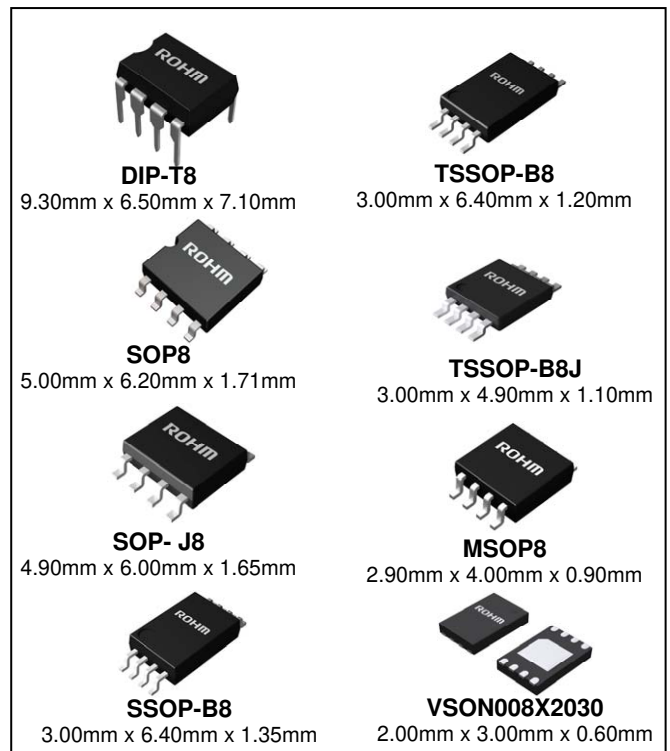 ROHM
DIP-T8
9.30mm x 6.50mm x 7.10mm
ROHM
TSSOP-B8
3.00mm x 6.40mm x 1.20mm
ROHM
SOP8
5.00mm x 6.20mm x 1.71mm
ROHM
TSSOP-B8J
3.00mm x 4.90mm x 1.10mm
ROHM
SOP- J8
4.90mm x 6.00mm x 1.65mm
ROHM
MSOP8
2.90mm x 4.00mm x 0.90mm
ROHM
SSOP-B8
3.00mm x 6.40mm x 1.35mm
ROHM
VSON008X2030
2.00mm x 3.00mm x 0.60mm